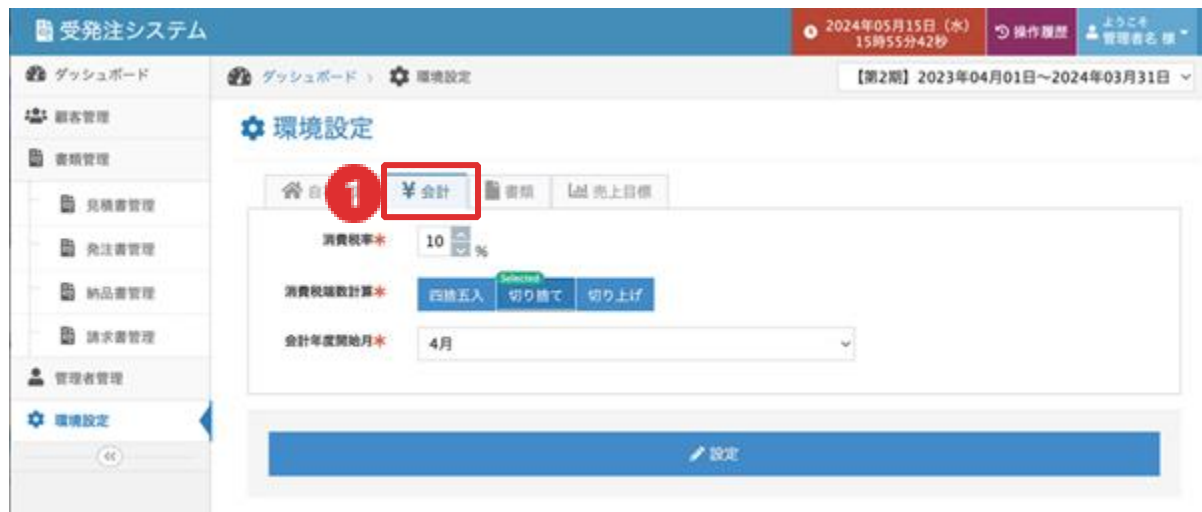 受発注システム
2024年05月15日（水）
15時55分42秒
操作履歴
ようこそ
管理者名 様
ダッシュボード
顧客管理
書類管理
見積書管理
発注書管理
納品書管理
請求書管理
管理者管理
環境設定
ダッシュボード
環境設定
【第2期】2023年04月01日～2024年03月31日
環境設定
1
¥ 会計
書類
売上目標
消費税率*
10
%
消費税端数計算*
四捨五入
Selected
切り捨て
切り上げ
会計年度開始月*
4月
設定